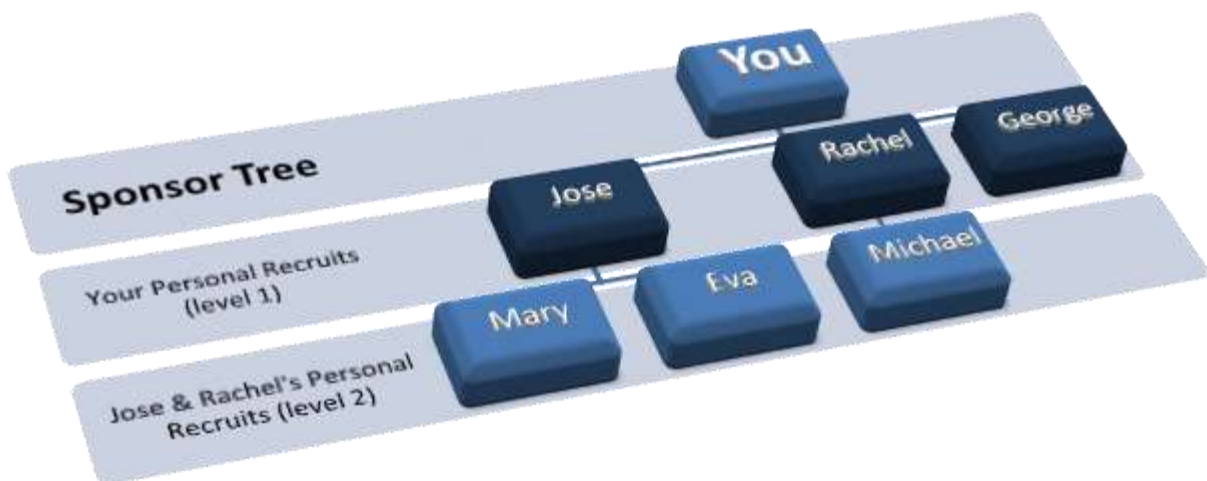 You
Sponsor Tree
Jose
Rachel
George
Your Personal Recruits
(level 1)
Mary
Eva
Michael
Jose & Rachel's Personal
Recruits (level 2)